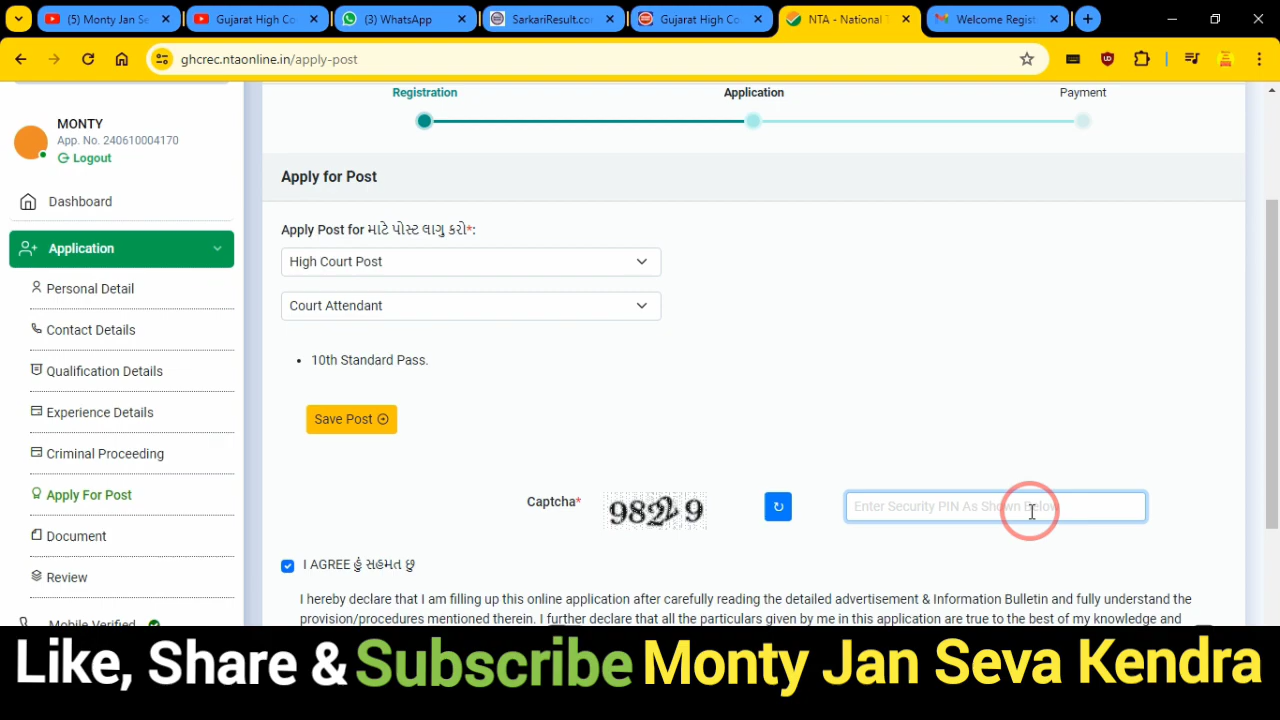 (5) Monty Jan Se
Gujarat High Co
(3) WhatsApp
SarkariResult.co
Gujarat High Co
NTA - National T
Welcome Regist
ghcrec.ntaonline.in/apply-post
Registration
Application
Payment
MONTY
App. No. 240610004170
Logout
Dashboard
Application
Personal Detail
Contact Details
Qualification Details
Experience Details
Criminal Proceeding
Apply For Post
Document
Review
Mobile Verified
Apply for Post
Apply Post for માટે પોસ્ટ લાગુ કરો*:
High Court Post
Court Attendant
• 10th Standard Pass.
Save Post
Captcha*
Enter Security PIN As Shown Below
I AGREE હું સહમત છુ
I hereby declare that I am filling up this online application after carefully reading the detailed advertisement & Information Bulletin and fully understand the
provision/procedures mentioned therein. I further declare that all the particulars given by me in this application are true to the best of my knowledge and
Like, Share & Subscribe Monty Jan Seva Kendra